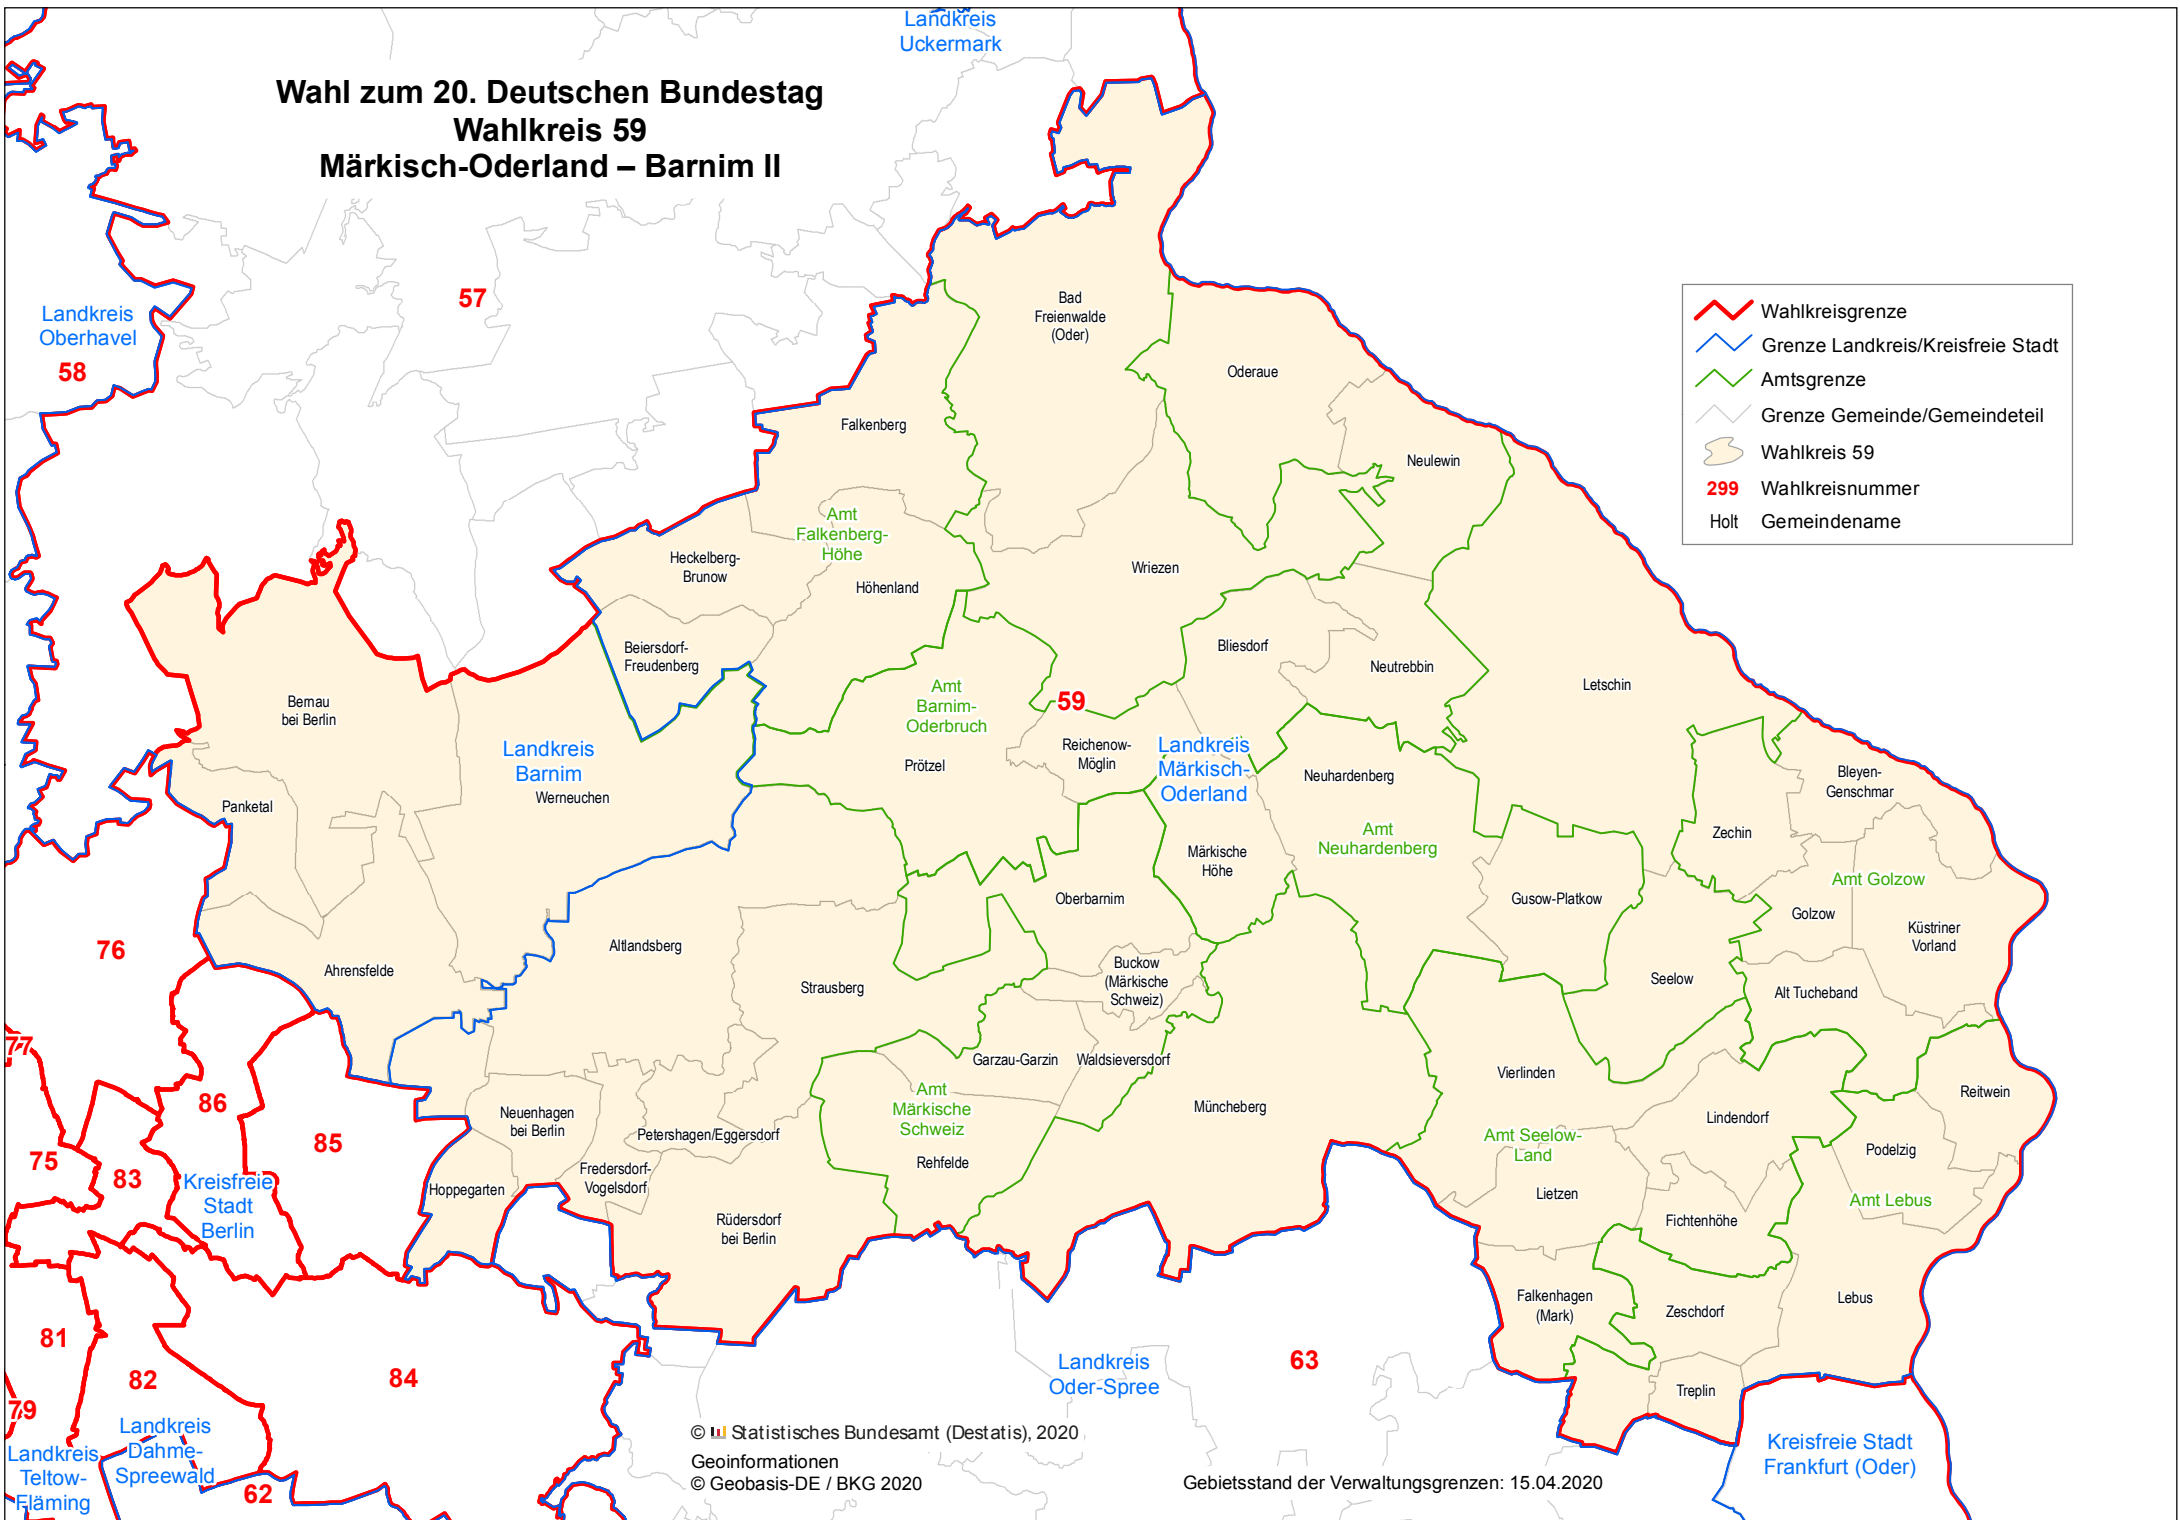 Landkreis
Uckermark
Wahl zum 20. Deutschen Bundestag
Wahlkreis 59
Märkisch-Oderland – Barnim II
57
Landkreis
Oberhavel
58
Wahlkreisgrenze
Grenze Landkreis/Kreisfreie Stadt
Amtsgrenze
Grenze Gemeinde/Gemeindeteil
Wahlkreis 59
299 Wahlkreisnummer
Holt Gemeindename
Bad
Freienwalde
(Oder)
Oderaue
Falkenberg
Neulewin
Amt
Falkenberg-
Höhe
Heckelberg-
Brunow
Höhenland
Wriezen
Beiersdorf-
Freudenberg
Bliesdorf
Neutrebbin
Letschin
Bernau
bei Berlin
Amt
Barnim-
Oderbruch
59
Landkreis
Barnim
Werneuchen
Prötzel
Reichenow-
Möglin
Landkreis
Märkisch-
Oderland
Neuhardenberg
Bleyen-
Genschmar
Panketal
Zechin
Amt
Neuhardenberg
Märkische
Höhe
Amt Golzow
Gusow-Platkow
Golzow
Küstriner
Vorland
Oberbarnim
Altlandsberg
76
Ahrensfelde
Strausberg
Buckow
(Märkische
Schweiz)
Seelow
Alt Tucheband
77
Garzau-Garzin
Waldsieversdorf
Vierlinden
Reitwein
86
Neuenhagen
bei Berlin
Amt
Märkische
Schweiz
Müncheberg
Lindendorf
85
Petershagen/Eggersdorf
Amt Seelow-
Land
Podelzig
75
83
Kreisfreie
Stadt
Berlin
Hoppegarten
Fredersdorf-
Vogelsdorf
Rehfelde
Lietzen
Amt Lebus
Rüdersdorf
bei Berlin
Fichtenhöhe
Falkenhagen
(Mark)
Zeschdorf
Lebus
81
82
84
Landkreis
Oder-Spree
63
Treplin
79
Landkreis
Dahme-
Spreewald
Landkreis
Teltow-
Fläming
62
© Statistisches Bundesamt (Destatis), 2020
Geoinformationen
© Geobasis-DE / BKG 2020
Gebietsstand der Verwaltungsgrenzen: 15.04.2020
Kreisfreie Stadt
Frankfurt (Oder)